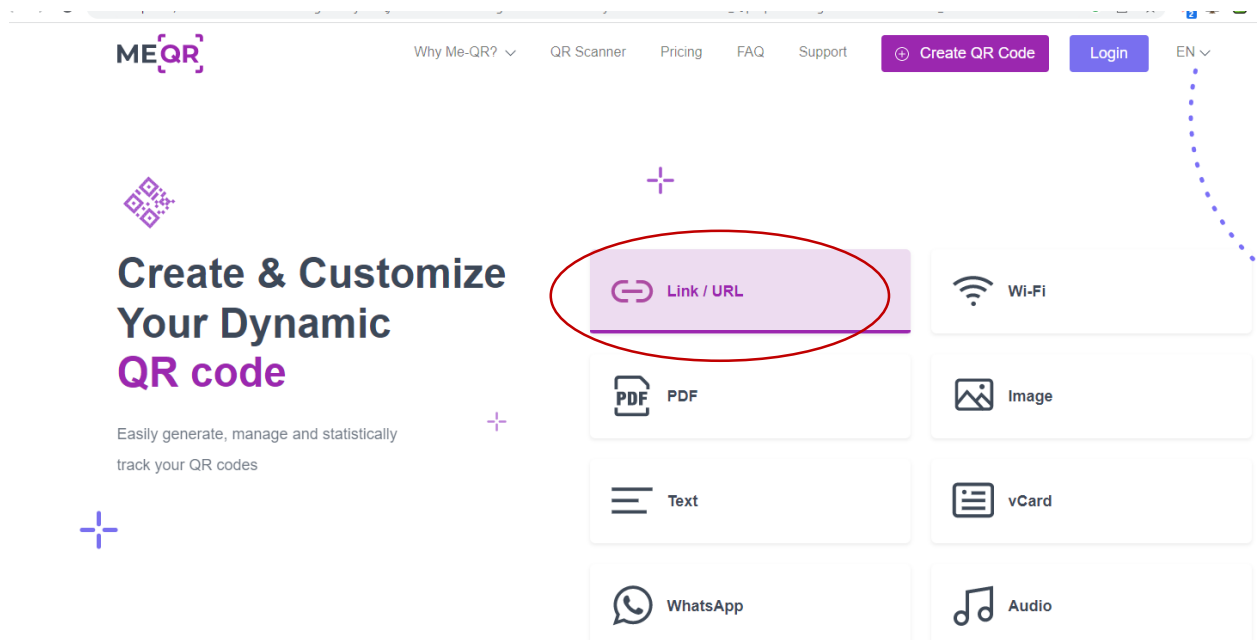 MEQR
Why Me-QR?
QR Scanner
Pricing
FAQ
Support
Create QR Code
Login
EN
Create & Customize
Your Dynamic
QR code
Easily generate, manage and statistically
track your QR codes
Link / URL
Wi-Fi
PDF
PDF
Image
Text
vCard
WhatsApp
Audio